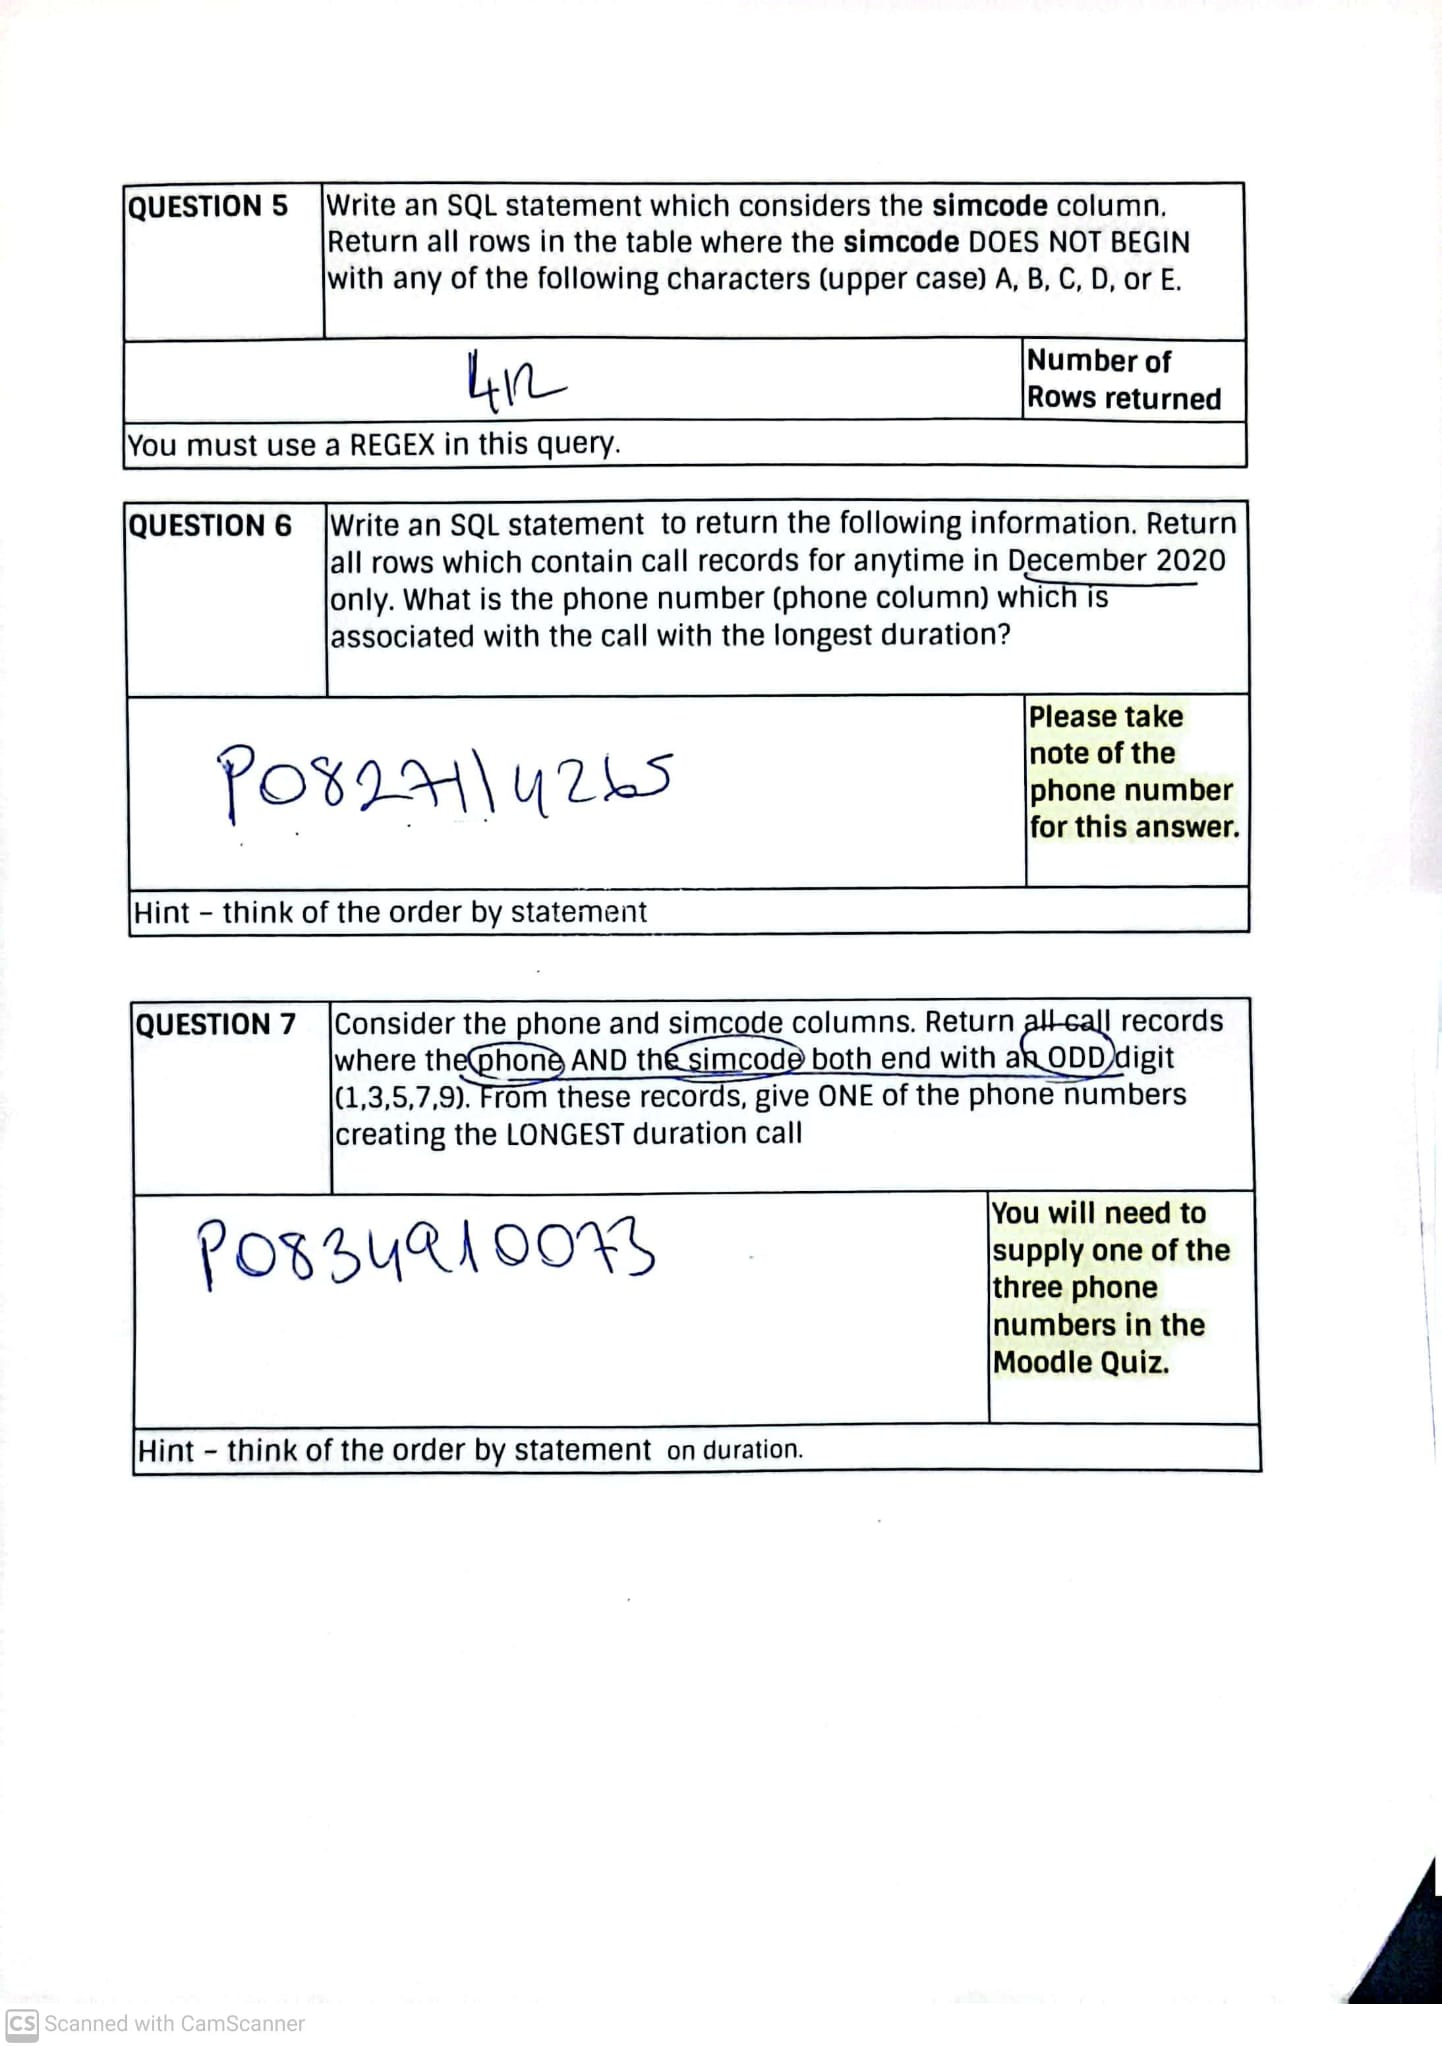 QUESTION 5
Write an SQL statement which considers the simcode column.
Return all rows in the table where the simcode DOES NOT BEGIN
with any of the following characters (upper case) A, B, C, D, or E.
412
Number of
Rows returned
You must use a REGEX in this query.
QUESTION 6
Write an SQL statement to return the following information. Return
all rows which contain call records for anytime in December 2020
only. What is the phone number (phone column) which is
associated with the call with the longest duration?
P0827114265
Please take
note of the
phone number
for this answer.
Hint – think of the order by statement
QUESTION 7
Consider the phone and simcode columns. Return all call records
where the phone AND the simcode both end with an ODD digit
(1,3,5,7,9). From these records, give ONE of the phone numbers
creating the LONGEST duration call
P0834910073
You will need to
supply one of the
three phone
numbers in the
Moodle Quiz.
Hint – think of the order by statement on duration.
CS Scanned with CamScanner